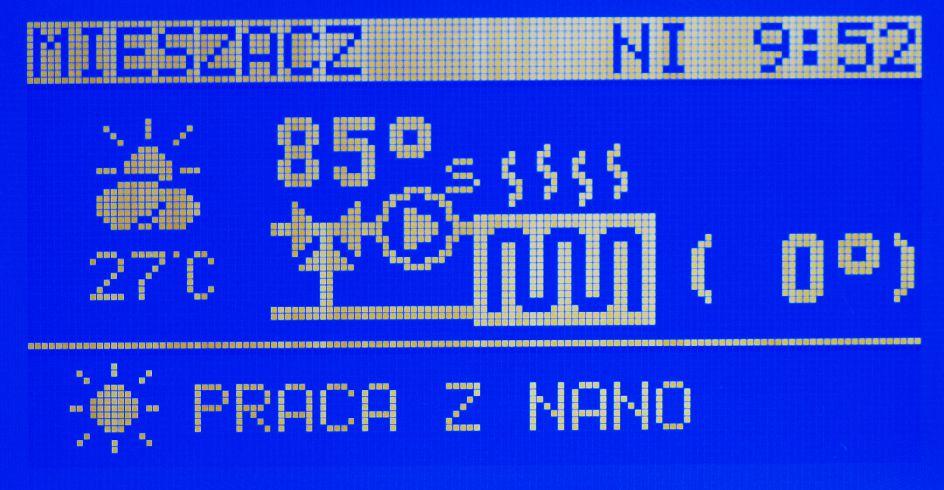 MIESZACZ NI 9:52
85°
S
27°C
( 0°)
PRACA Z NANO